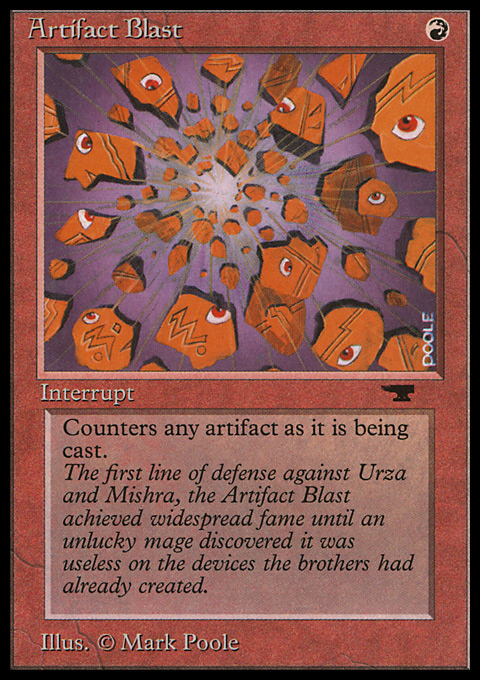 Artifact Blast
POOLE
Interrupt
Counters any artifact as it is being
cast.
The first line of defense against Urza
and Mishra, the Artifact Blast
achieved widespread fame until an
unlucky mage discovered it was
useless on the devices the brothers had
already created.
Illus. © Mark Poole